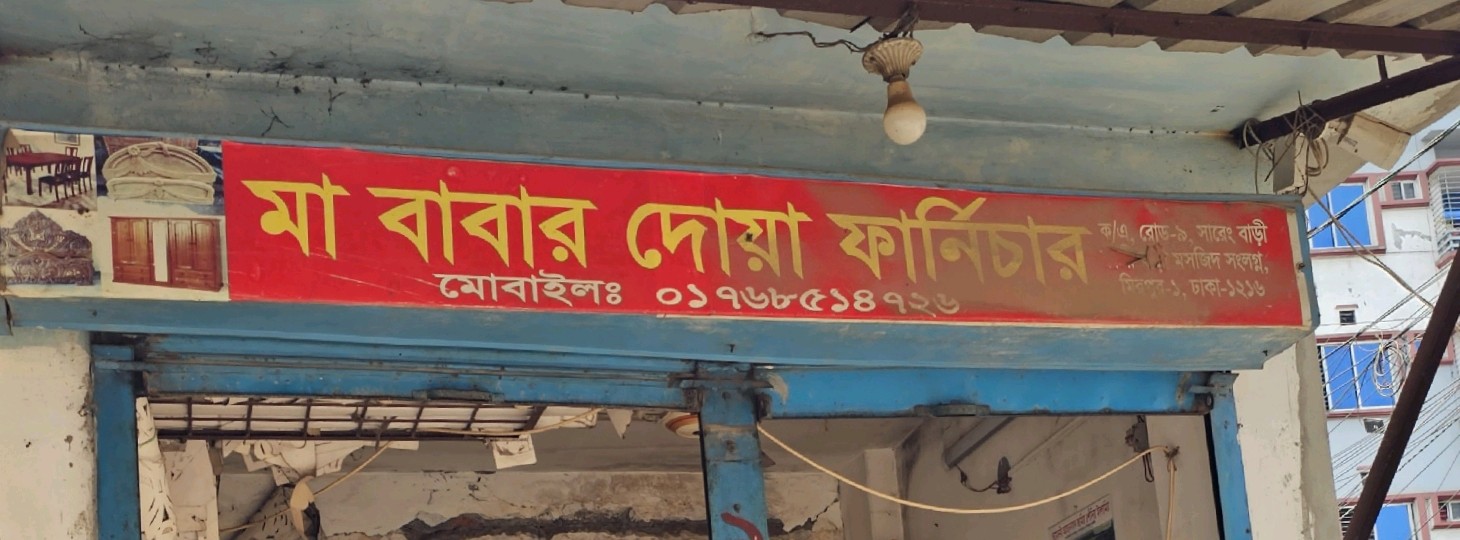 মা বাবার দোয়া ফার্নিচার
মোবাইলঃ ০১৭৬৮৫১৪৭২৬
ক/এ, রোড-৯, সারেং বাড়ী
মসজিদ সংলগ্ন,
মিরপুর-১, ঢাকা-১২১৬